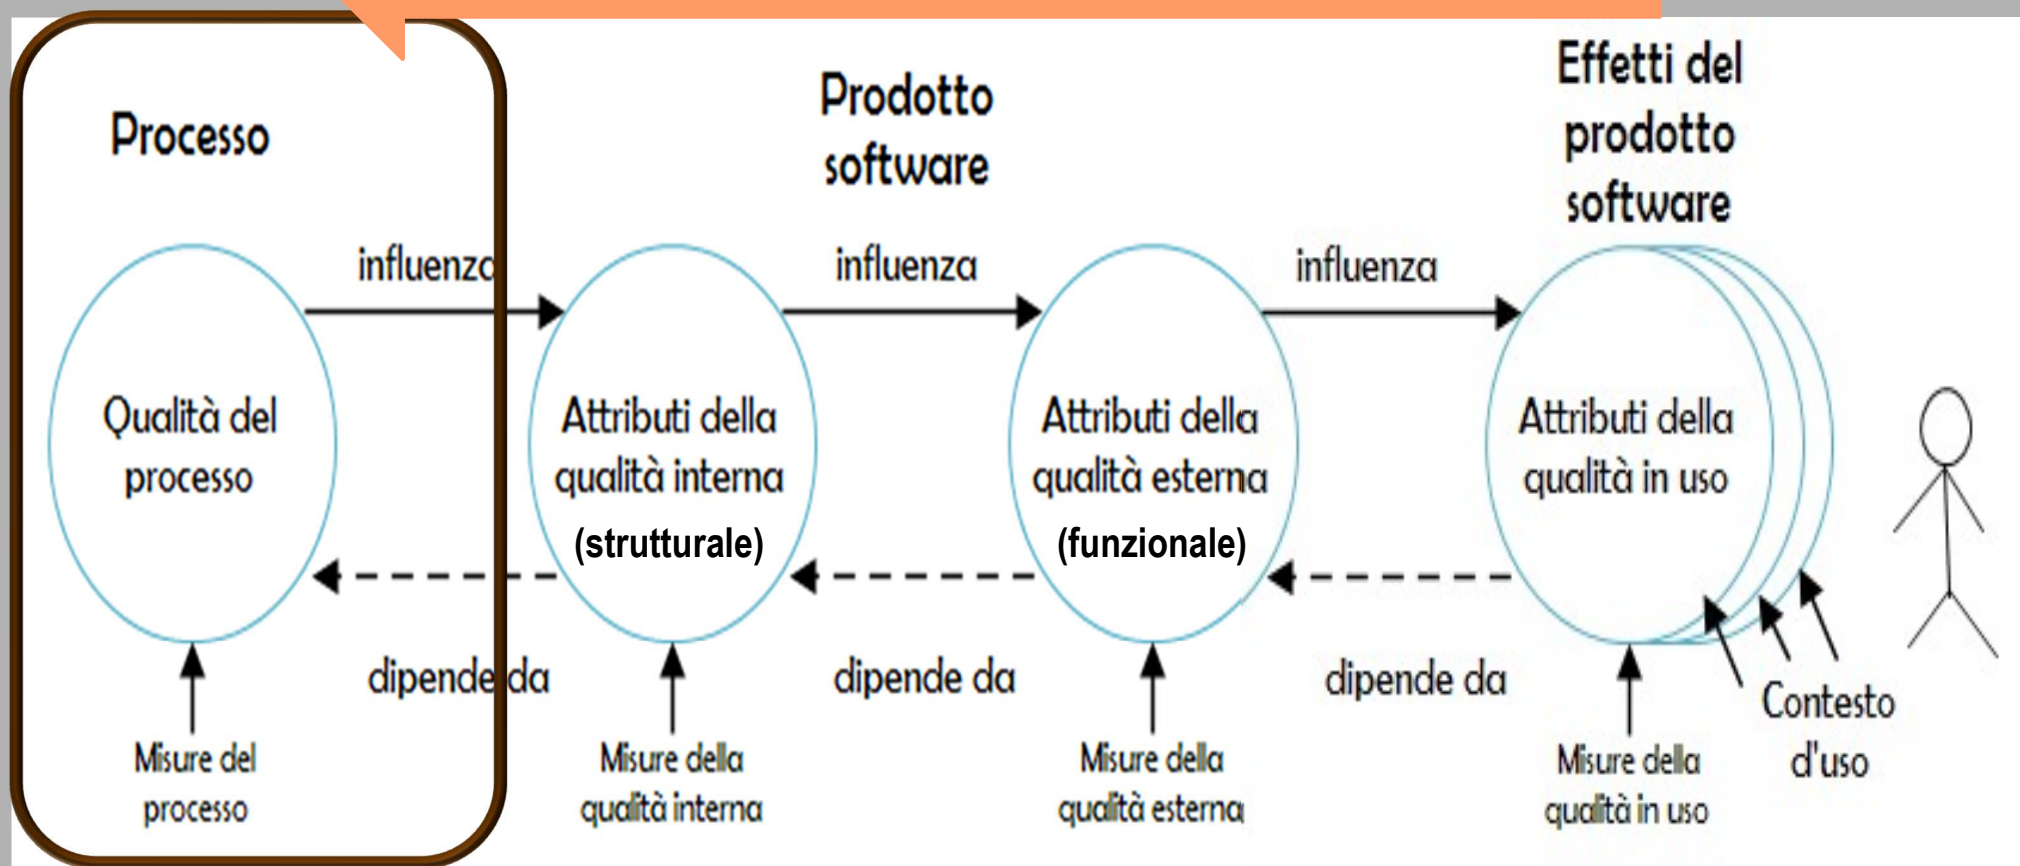 Processo
Prodotto
software
Effetti del
prodotto
software
influenza
influenza
influenza
Qualità del
processo
Attributi della
qualità interna
(strutturale)
Attributi della
qualità esterna
(funzionale)
Attributi della
qualità in uso
dipende da
dipende da
dipende da
Contesto
d'uso
Misure del
processo
Misure della
qualità interna
Misure della
qualità esterna
Misure della
qualità in uso